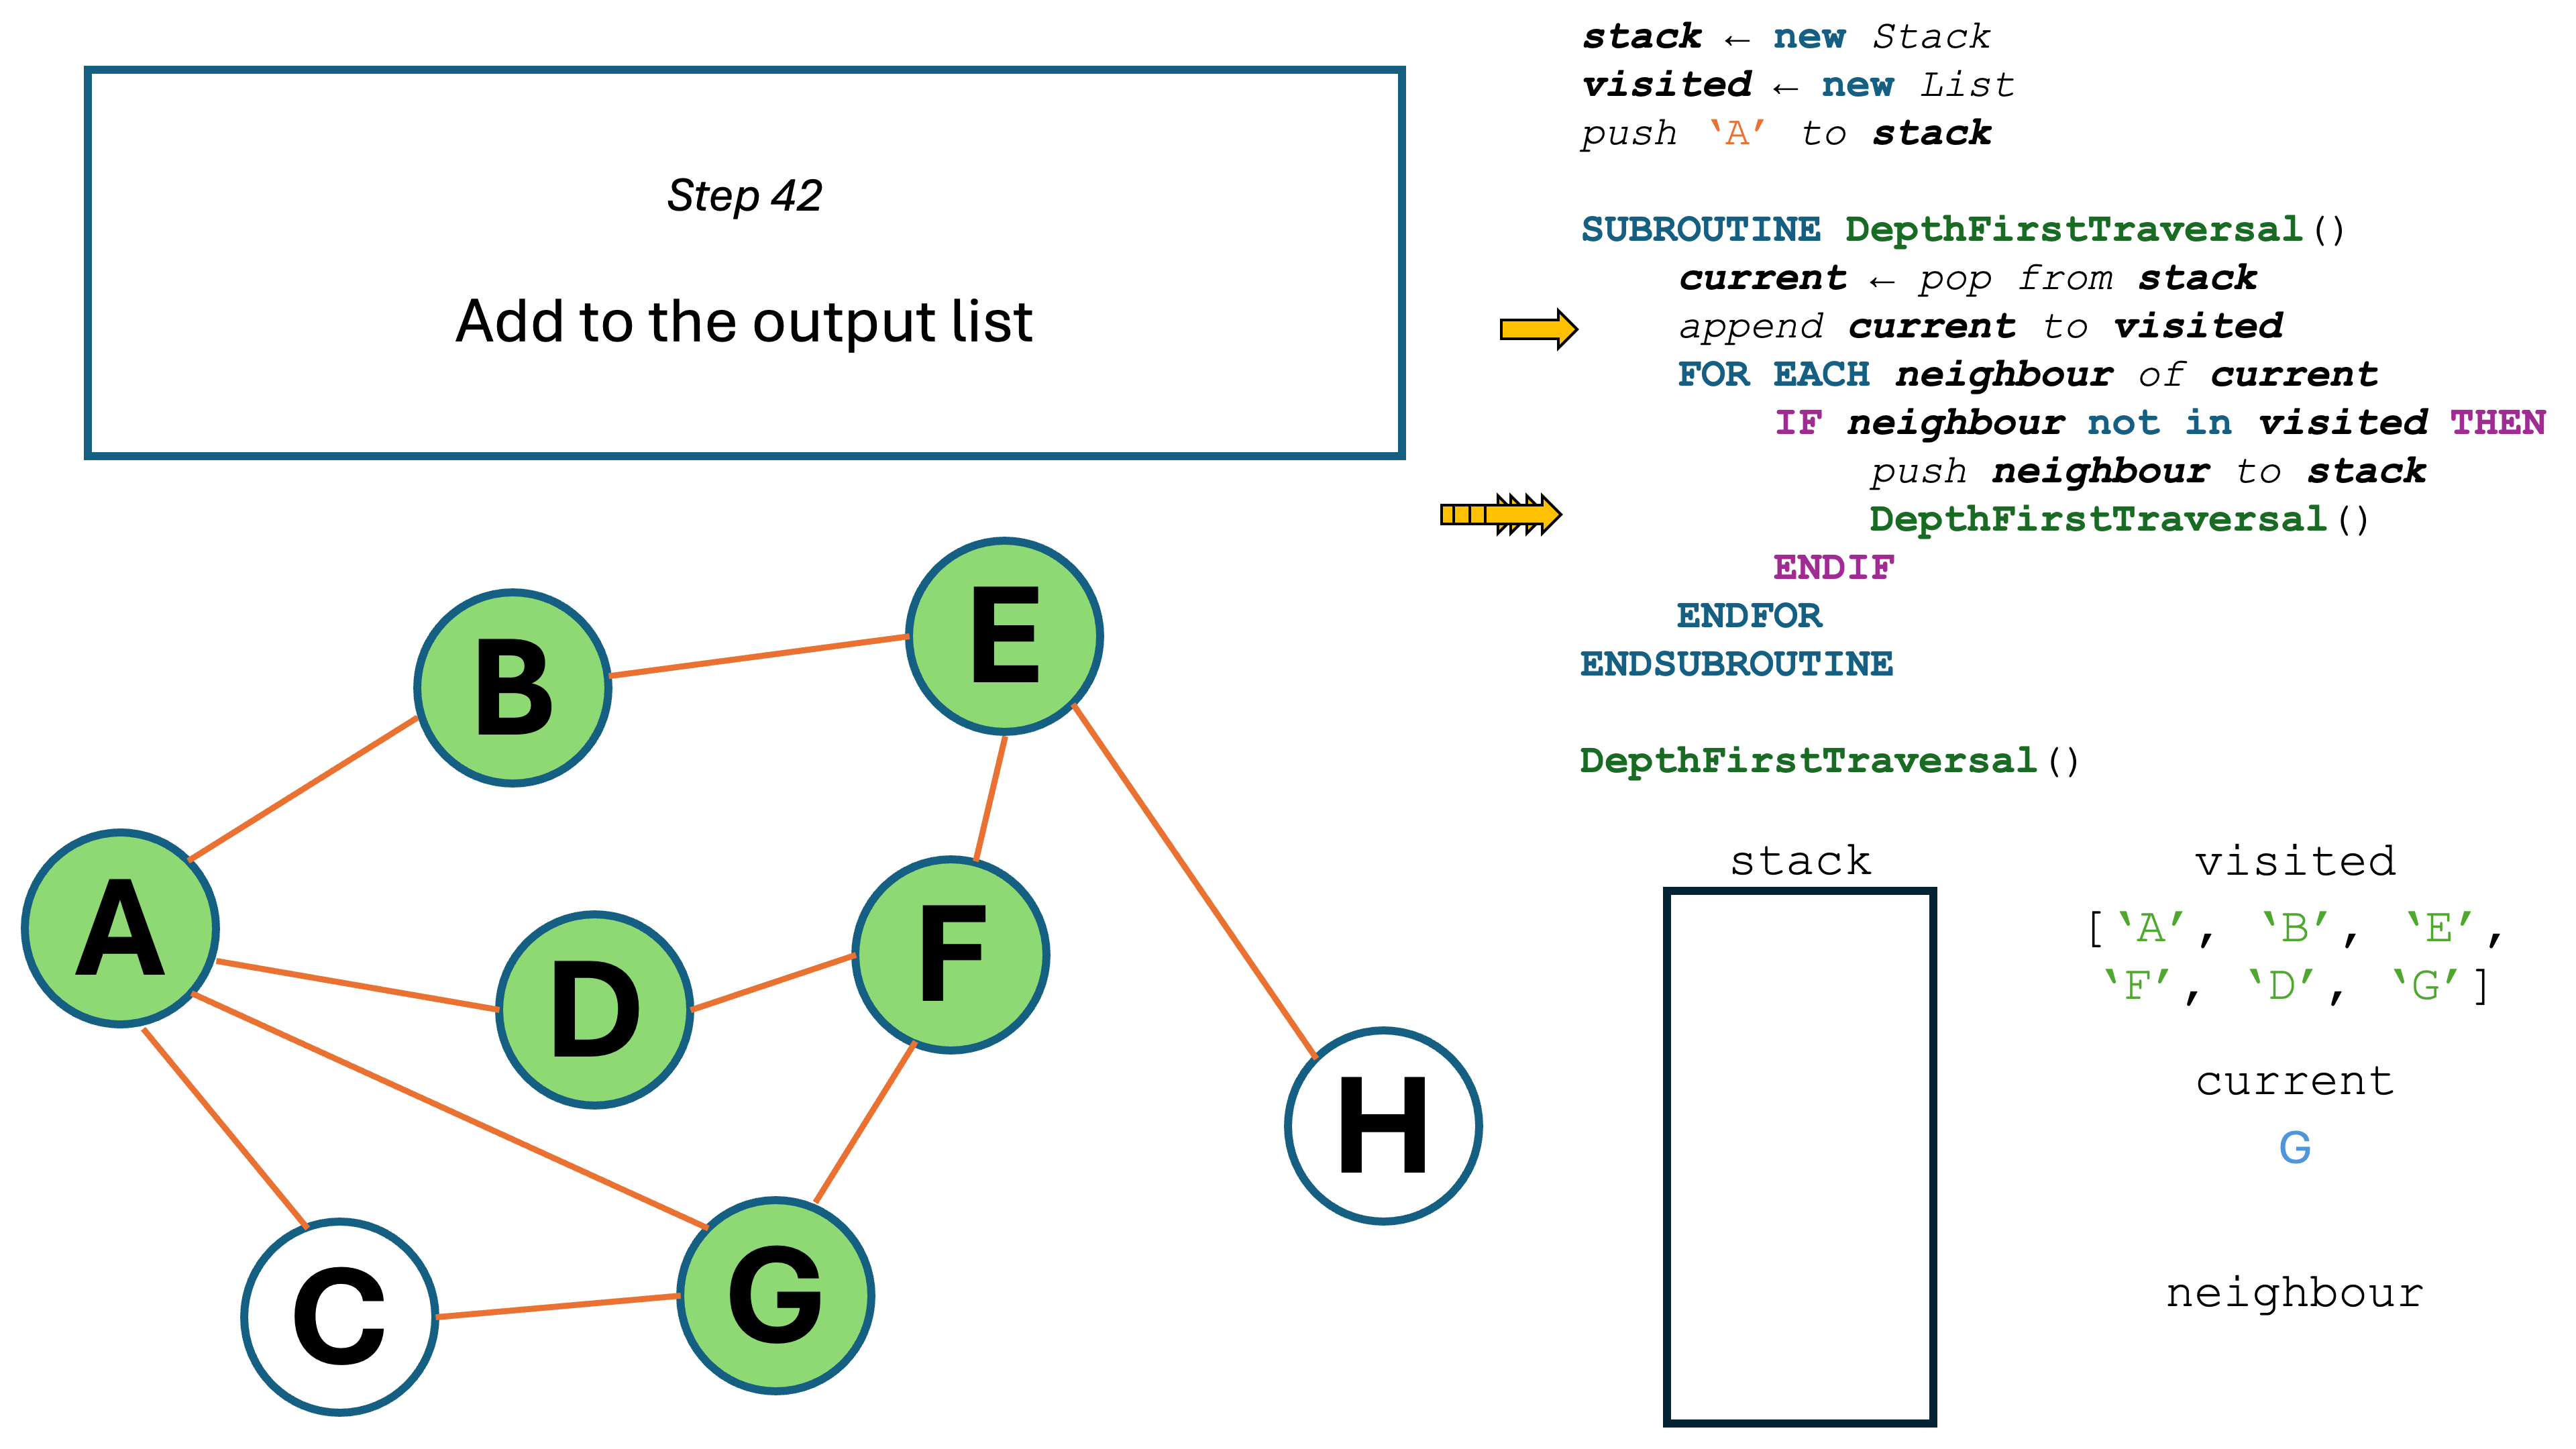 Step 42
Add to the output list
stack ← new Stack
visited ← new List
push ‘A’ to stack
SUBROUTINE DepthFirstTraversal()
current ← pop from stack
append current to visited
FOR EACH neighbour of current
IF neighbour not in visited THEN
push neighbour to stack
DepthFirstTraversal()
ENDIF
ENDFOR
ENDSUBROUTINE
DepthFirstTraversal()
B
E
A
D
F
H
C
G
stack
visited
[‘A’, ‘B’, ‘E’,
‘F’, ‘D’, ‘G’]
current
G
neighbour